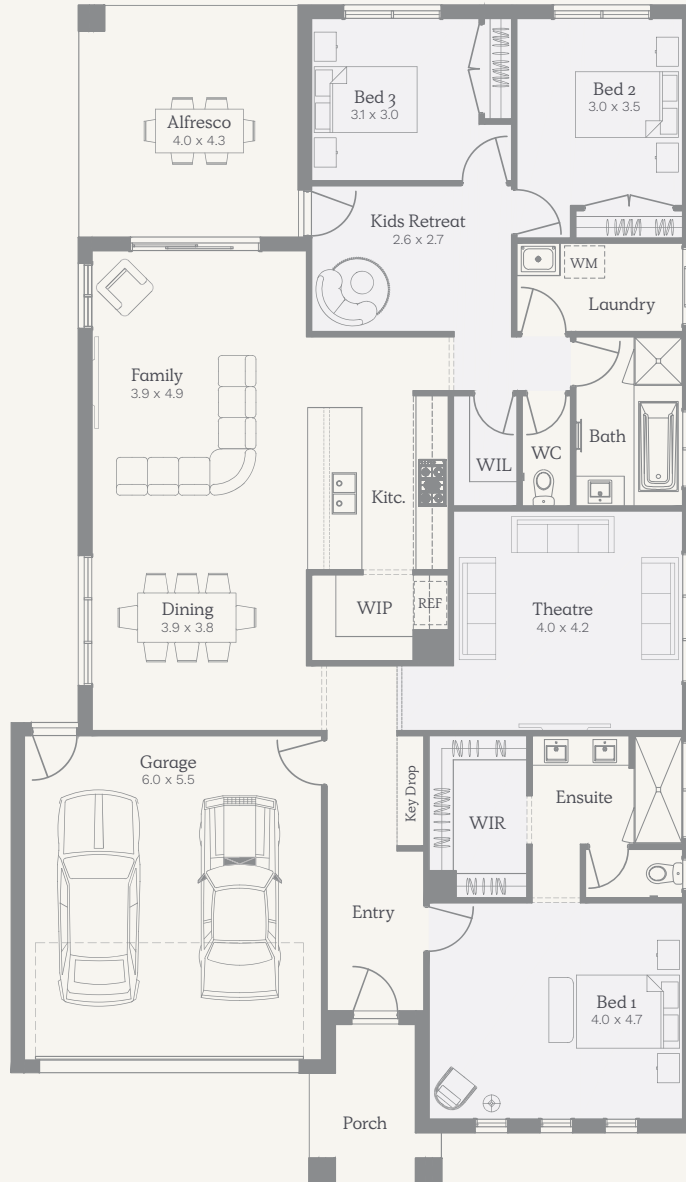 Bed 3
3.1 x 3.0
Bed 2
3.0 x 3.5
Alfresco
4.0 x 4.3
Kids Retreat
2.6 x 2.7
WM
Laundry
Family
3.9 x 4.9
Bath
WC
WIL
Kitc.
WIP
REF
Dining
3.9 x 3.8
Theatre
4.0 x 4.2
Garage
6.0 x 5.5
Key Drop
WIR
Ensuite
Entry
Bed 1
4.0 x 4.7
Porch